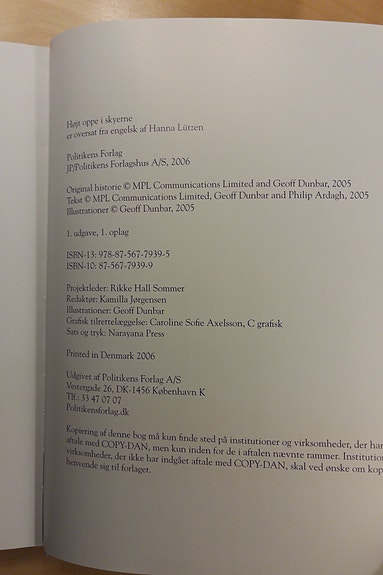 Højt oppe i skyerne
er oversat fra engelsk af Hanna Lützen
Politikens Forlag
JP/Politikens Forlagshus A/S, 2006
Original historie © MPL Communications Limited and Geoff Dunbar, 2005
Tekst © MPL Communications Limited, Geoff Dunbar and Philip Ardagh, 2005
Illustrationer © Geoff Dunbar, 2005
1. udgave, 1. oplag
ISBN-13: 978-87-567-7939-5
ISBN-10: 87-567-7939-9
Projektleder: Rikke Hall Sommer
Redaktør: Kamilla Jørgensen
Illustrationer: Geoff Dunbar
Grafisk tilrettelæggelse: Caroline Sofie Axelsson, C grafisk
Sats og tryk: Narayana Press
Printed in Denmark 2006
Udgivet af Politikens Forlag A/S
Vestergade 26, DK-1456 København K
Tlf.: 33 47 07 07
Politikensforlag.dk
Kopiering af denne bog må kun finde sted på institutioner og virksomheder, der har
aftale med COPY-DAN, men kun inden for de i aftalen nævnte rammer. Institutio
virksomheder, der ikke har indgået aftale med COPY-DAN, skal ved ønske om kop
henvende sig til forlaget.